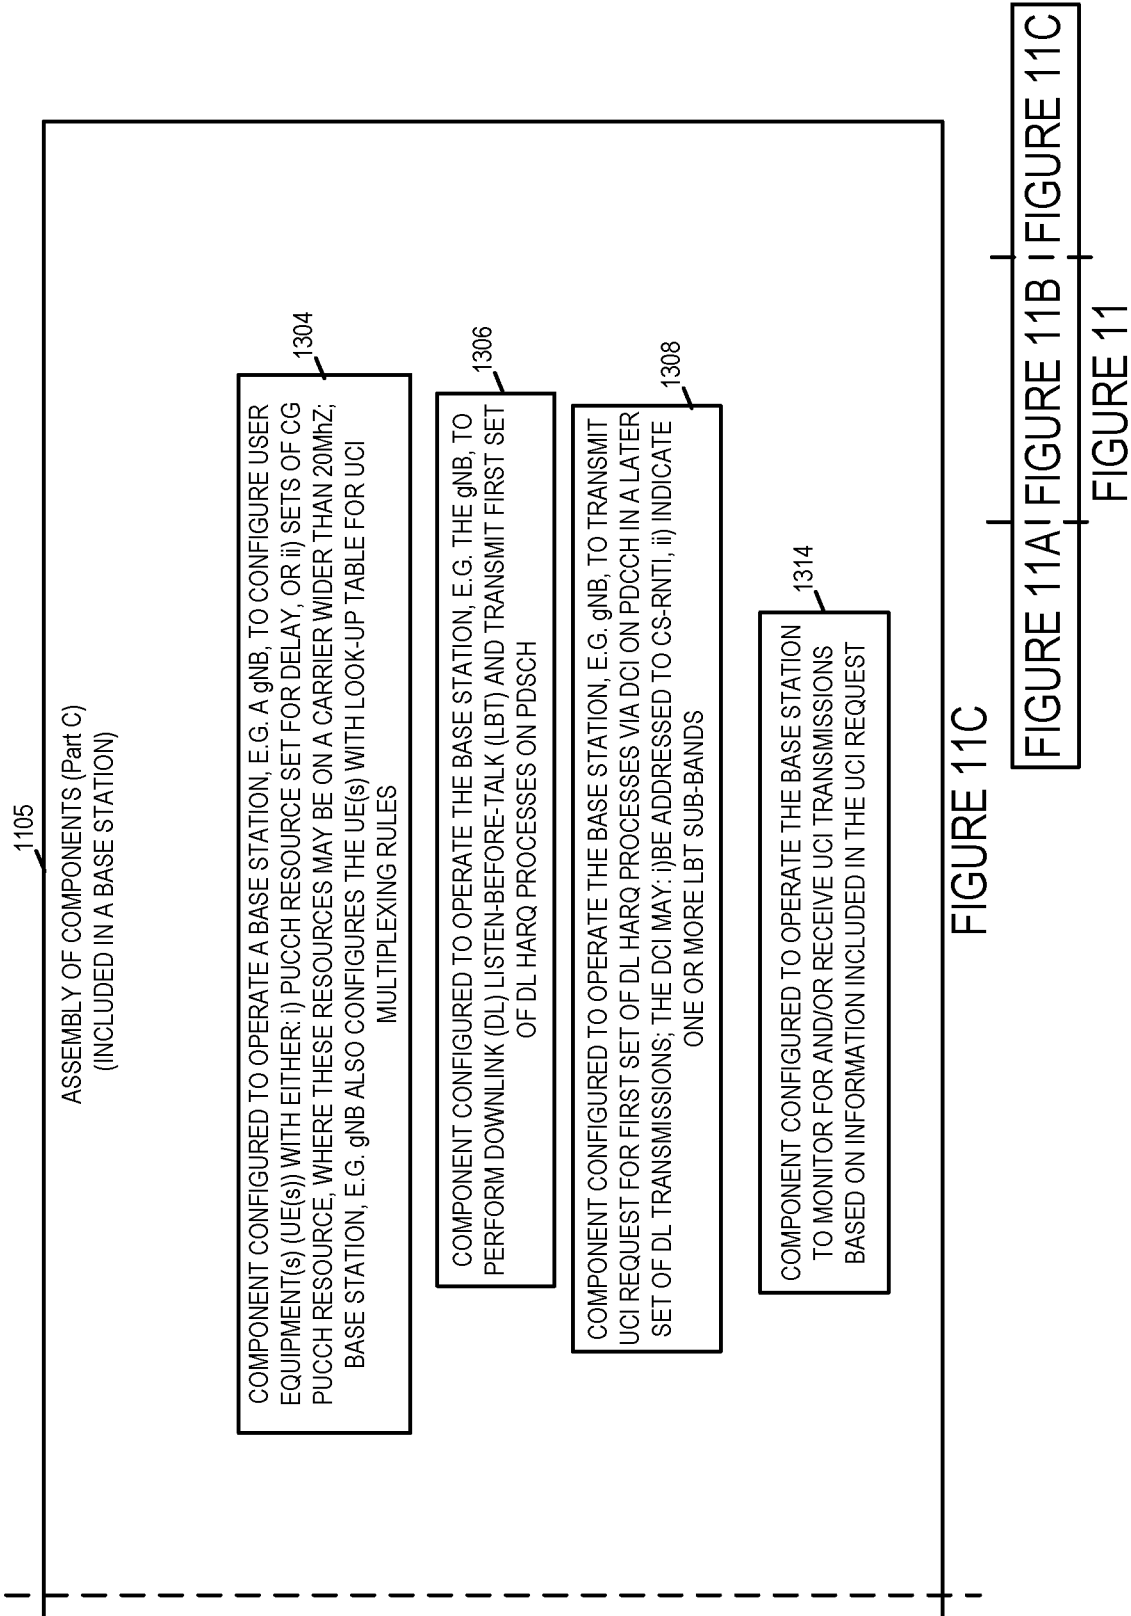 1105
ASSEMBLY OF COMPONENTS (Part C)
(INCLUDED IN A BASE STATION)
1304
COMPONENT CONFIGURED TO OPERATE A BASE STATION, E.G. A gNB, TO CONFIGURE USER
EQUIPMENT(s) (UE(s)) WITH EITHER: i) PUCCH RESOURCE SET FOR DELAY, OR ii) SETS OF CG
PUCCH RESOURCE, WHERE THESE RESOURCES MAY BE ON A CARRIER WIDER THAN 20MhZ;
BASE STATION, E.G. gNB ALSO CONFIGURES THE UE(s) WITH LOOK-UP TABLE FOR UCI
MULTIPLEXING RULES
1306
COMPONENT CONFIGURED TO OPERATE THE BASE STATION, E.G. THE gNB, TO
PERFORM DOWNLINK (DL) LISTEN-BEFORE-TALK (LBT) AND TRANSMIT FIRST SET
OF DL HARQ PROCESSES ON PDSCH
1308
COMPONENT CONFIGURED TO OPERATE THE BASE STATION, E.G. gNB, TO TRANSMIT
UCI REQUEST FOR FIRST SET OF DL HARQ PROCESSES VIA DCI ON PDCCH IN A LATER
SET OF DL TRANSMISSIONS; THE DCI MAY: i)BE ADDRESSED TO CS-RNTI, ii) INDICATE
ONE OR MORE LBT SUB-BANDS
1314
COMPONENT CONFIGURED TO OPERATE THE BASE STATION
TO MONITOR FOR AND/OR RECEIVE UCI TRANSMISSIONS
BASED ON INFORMATION INCLUDED IN THE UCI REQUEST
FIGURE 11C
FIGURE 11A FIGURE 11B FIGURE 11C
FIGURE 11